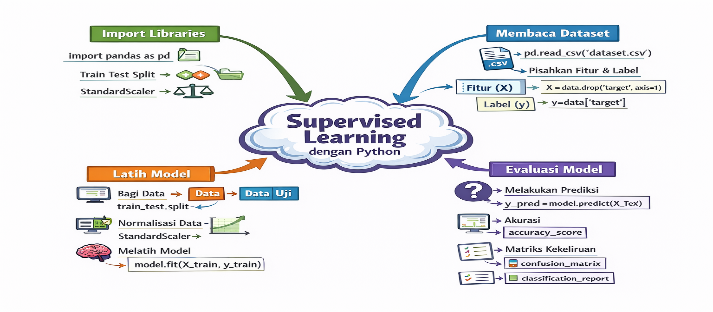 Import Libraries
Import pandas as pd
Train Test Split
StandardScaler
Membaca Dataset
.CSV
pd.read_csv('dataset.csv')
Pisahkan Fitur & Label
Fitur (X)
X = data.drop('target', axis=1)
Label (y)
y=data['target']
Supervised
Learning
dengan Python
Latih Model
Bagi Data
Data
Data Uji
train_test.split
Normalisasi Data
StandardScaler
Melatih Model
model.fit(X_train, y_train)
Evaluasi Model
?
Melakukan Prediksi
y_pred = model.predict(X_Tex)
Akurasi
accuracy_score
Matriks Kekeliruan
confusion_matrix
classification_report